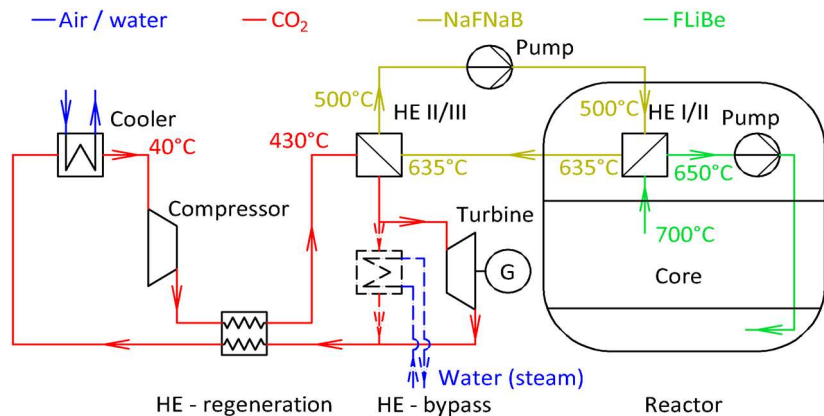 Air / water
CO₂
NaFNaB
FLiBe
Pump
500°C
HE II/III
500°C
HE I/II
Pump
Cooler
40°C
430°C
635°C
635°C
650°C
Compressor
Turbine
700°C
G
Core
Water (steam)
HE - regeneration
HE - bypass
Reactor